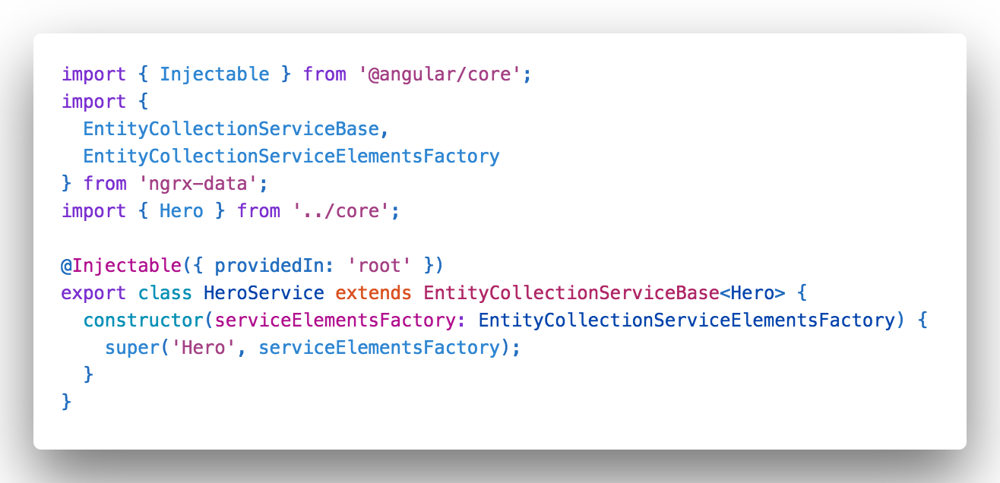 import { Injectable } from '@angular/core';
import {
  EntityCollectionServiceBase,
  EntityCollectionServiceElementsFactory
} from 'ngrx-data';
import { Hero } from '../core';

@Injectable({ providedIn: 'root' })
export class HeroService extends EntityCollectionServiceBase<Hero> {
  constructor(serviceElementsFactory: EntityCollectionServiceElementsFactory) {
    super('Hero', serviceElementsFactory);
  }
}